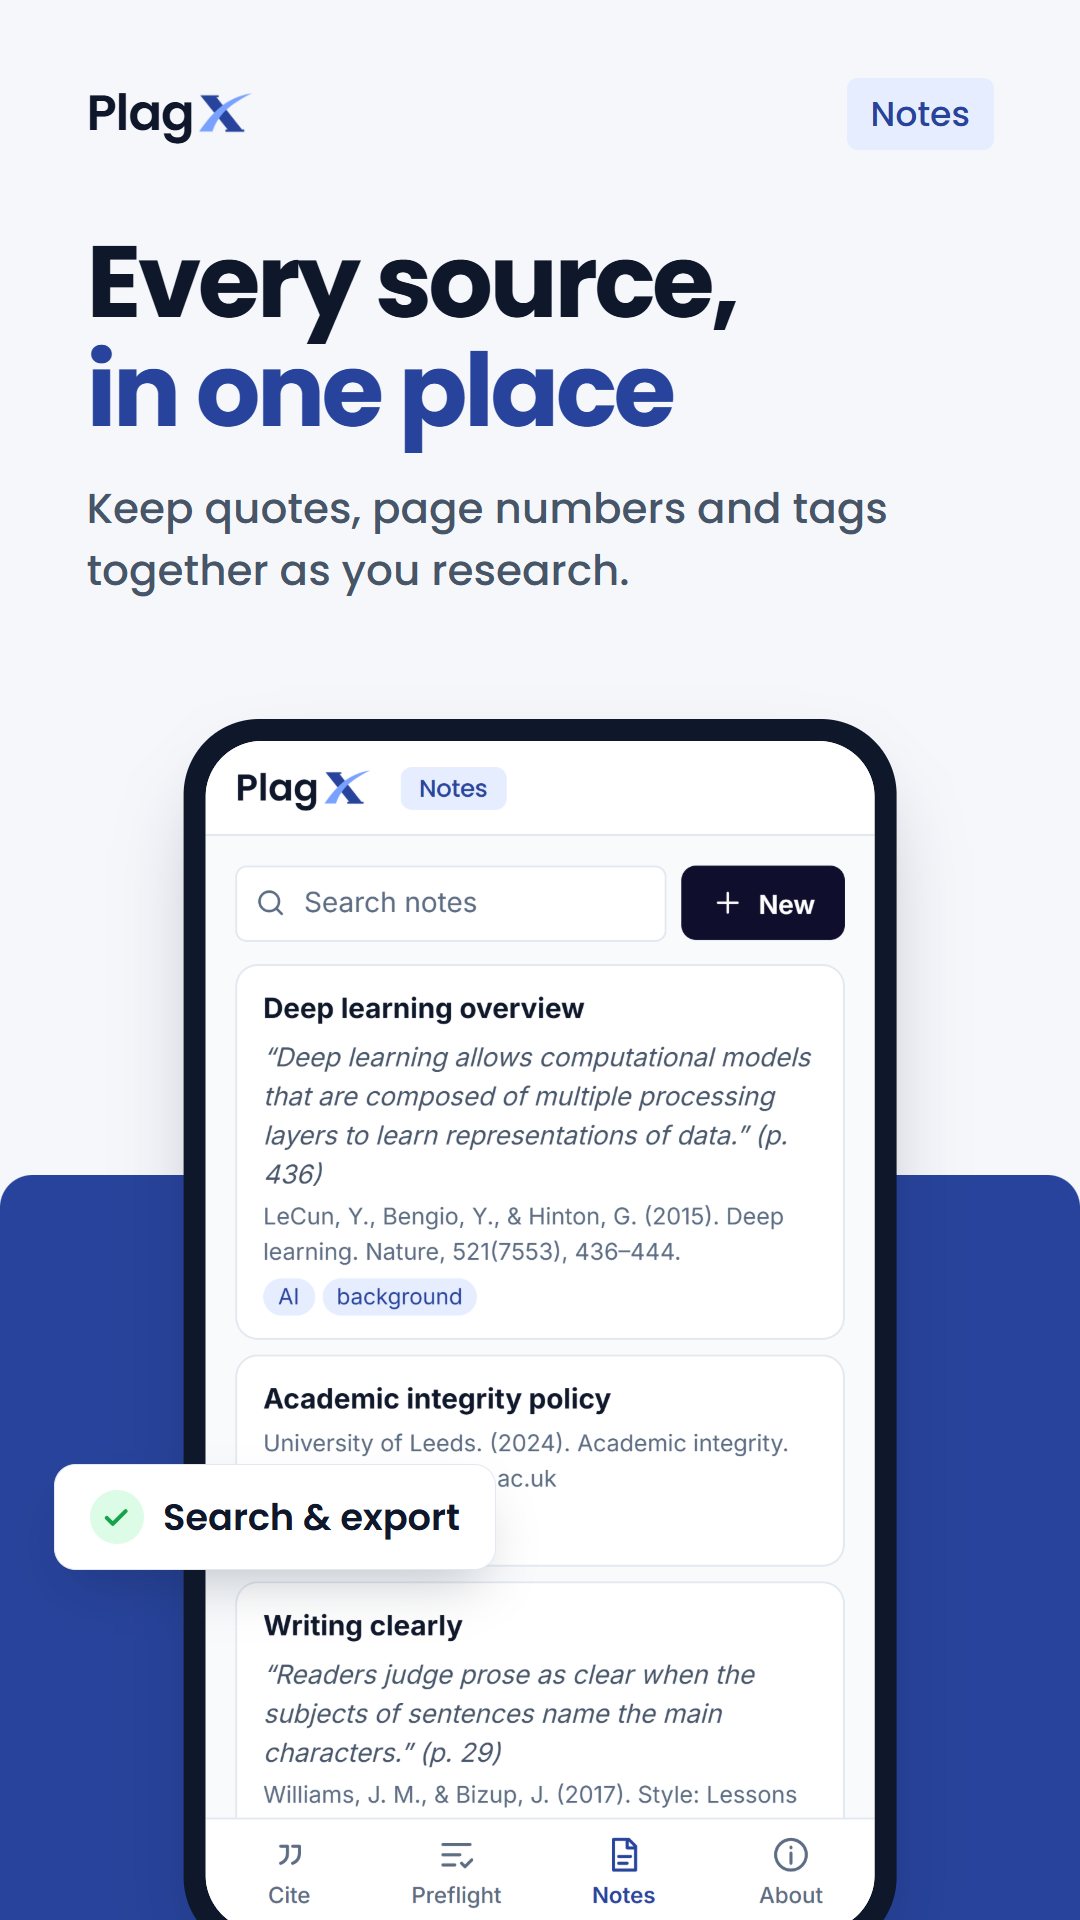 PlagX
Notes
Every source,
in one place
Keep quotes, page numbers and tags
together as you research.
PlagX
Notes
Search notes
New
Deep learning overview
“Deep learning allows computational models
that are composed of multiple processing
layers to learn representations of data.” (p.
436)
LeCun, Y., Bengio, Y., & Hinton, G. (2015). Deep
learning. Nature, 521(7553), 436–444.
AI
background
Academic integrity policy
University of Leeds. (2024). Academic integrity.
ac.uk
Search & export
Writing clearly
“Readers judge prose as clear when the
subjects of sentences name the main
characters.” (p. 29)
Williams, J. M., & Bizup, J. (2017). Style: Lessons
Cite
Preflight
Notes
About